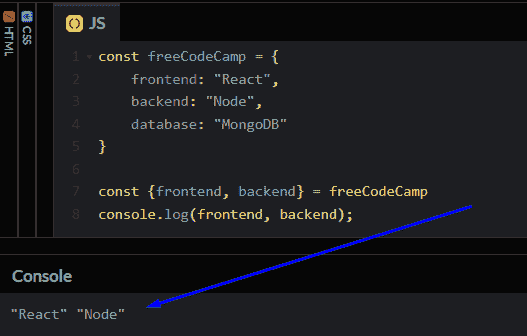 HTML
CSS
() JS
1 const freeCodeCamp = {
2 frontend: "React",
3 backend: "Node",
4 database: "MongoDB"
5 }
6
7 const {frontend, backend} = freeCodeCamp
8 console.log(frontend, backend);
Console
"React" "Node"